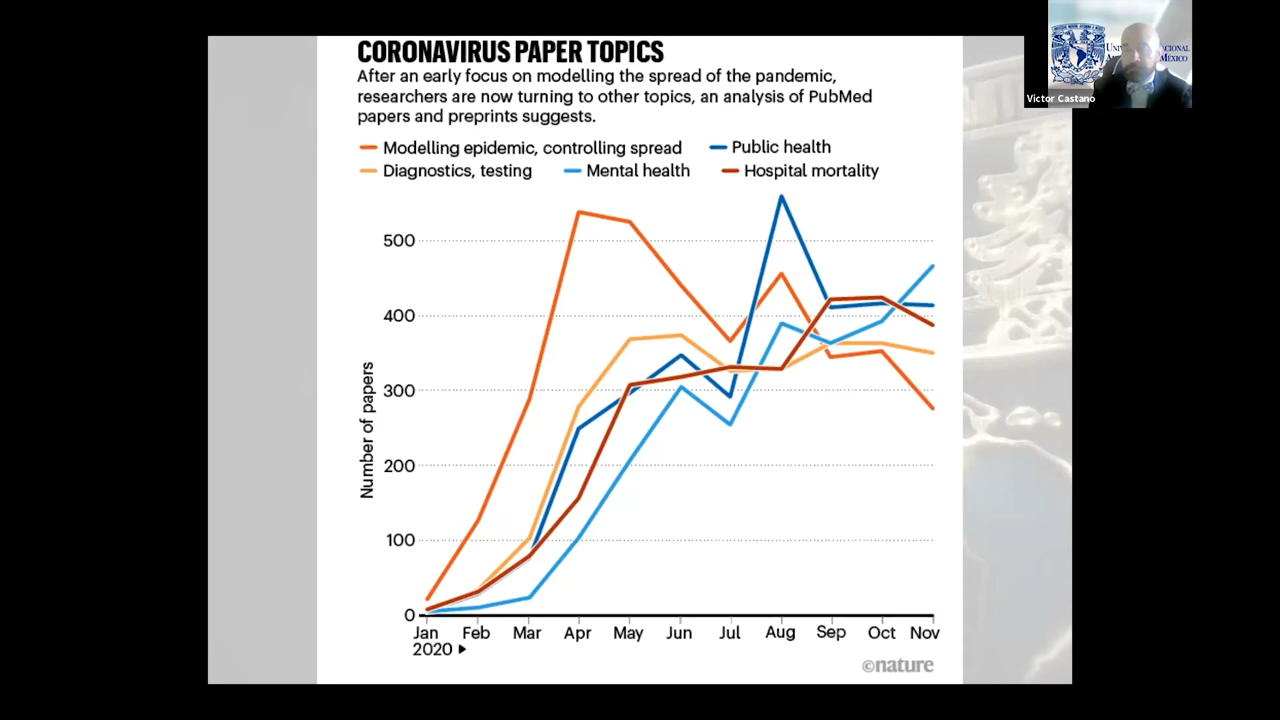 CORONAVIRUS PAPER TOPICS
After an early focus on modelling the spread of the pandemic,
researchers are now turning to other topics, an analysis of PubMed
papers and preprints suggests.
Modelling epidemic, controlling spread
Public health
Diagnostics, testing
Mental health
Hospital mortality
Number of papers
500
400
300
200
100
0
Jan
Feb
Mar
Apr
May
Jun
Jul
Aug
Sep
Oct
Nov
2020
©nature
Victor Castano
MÉXICO